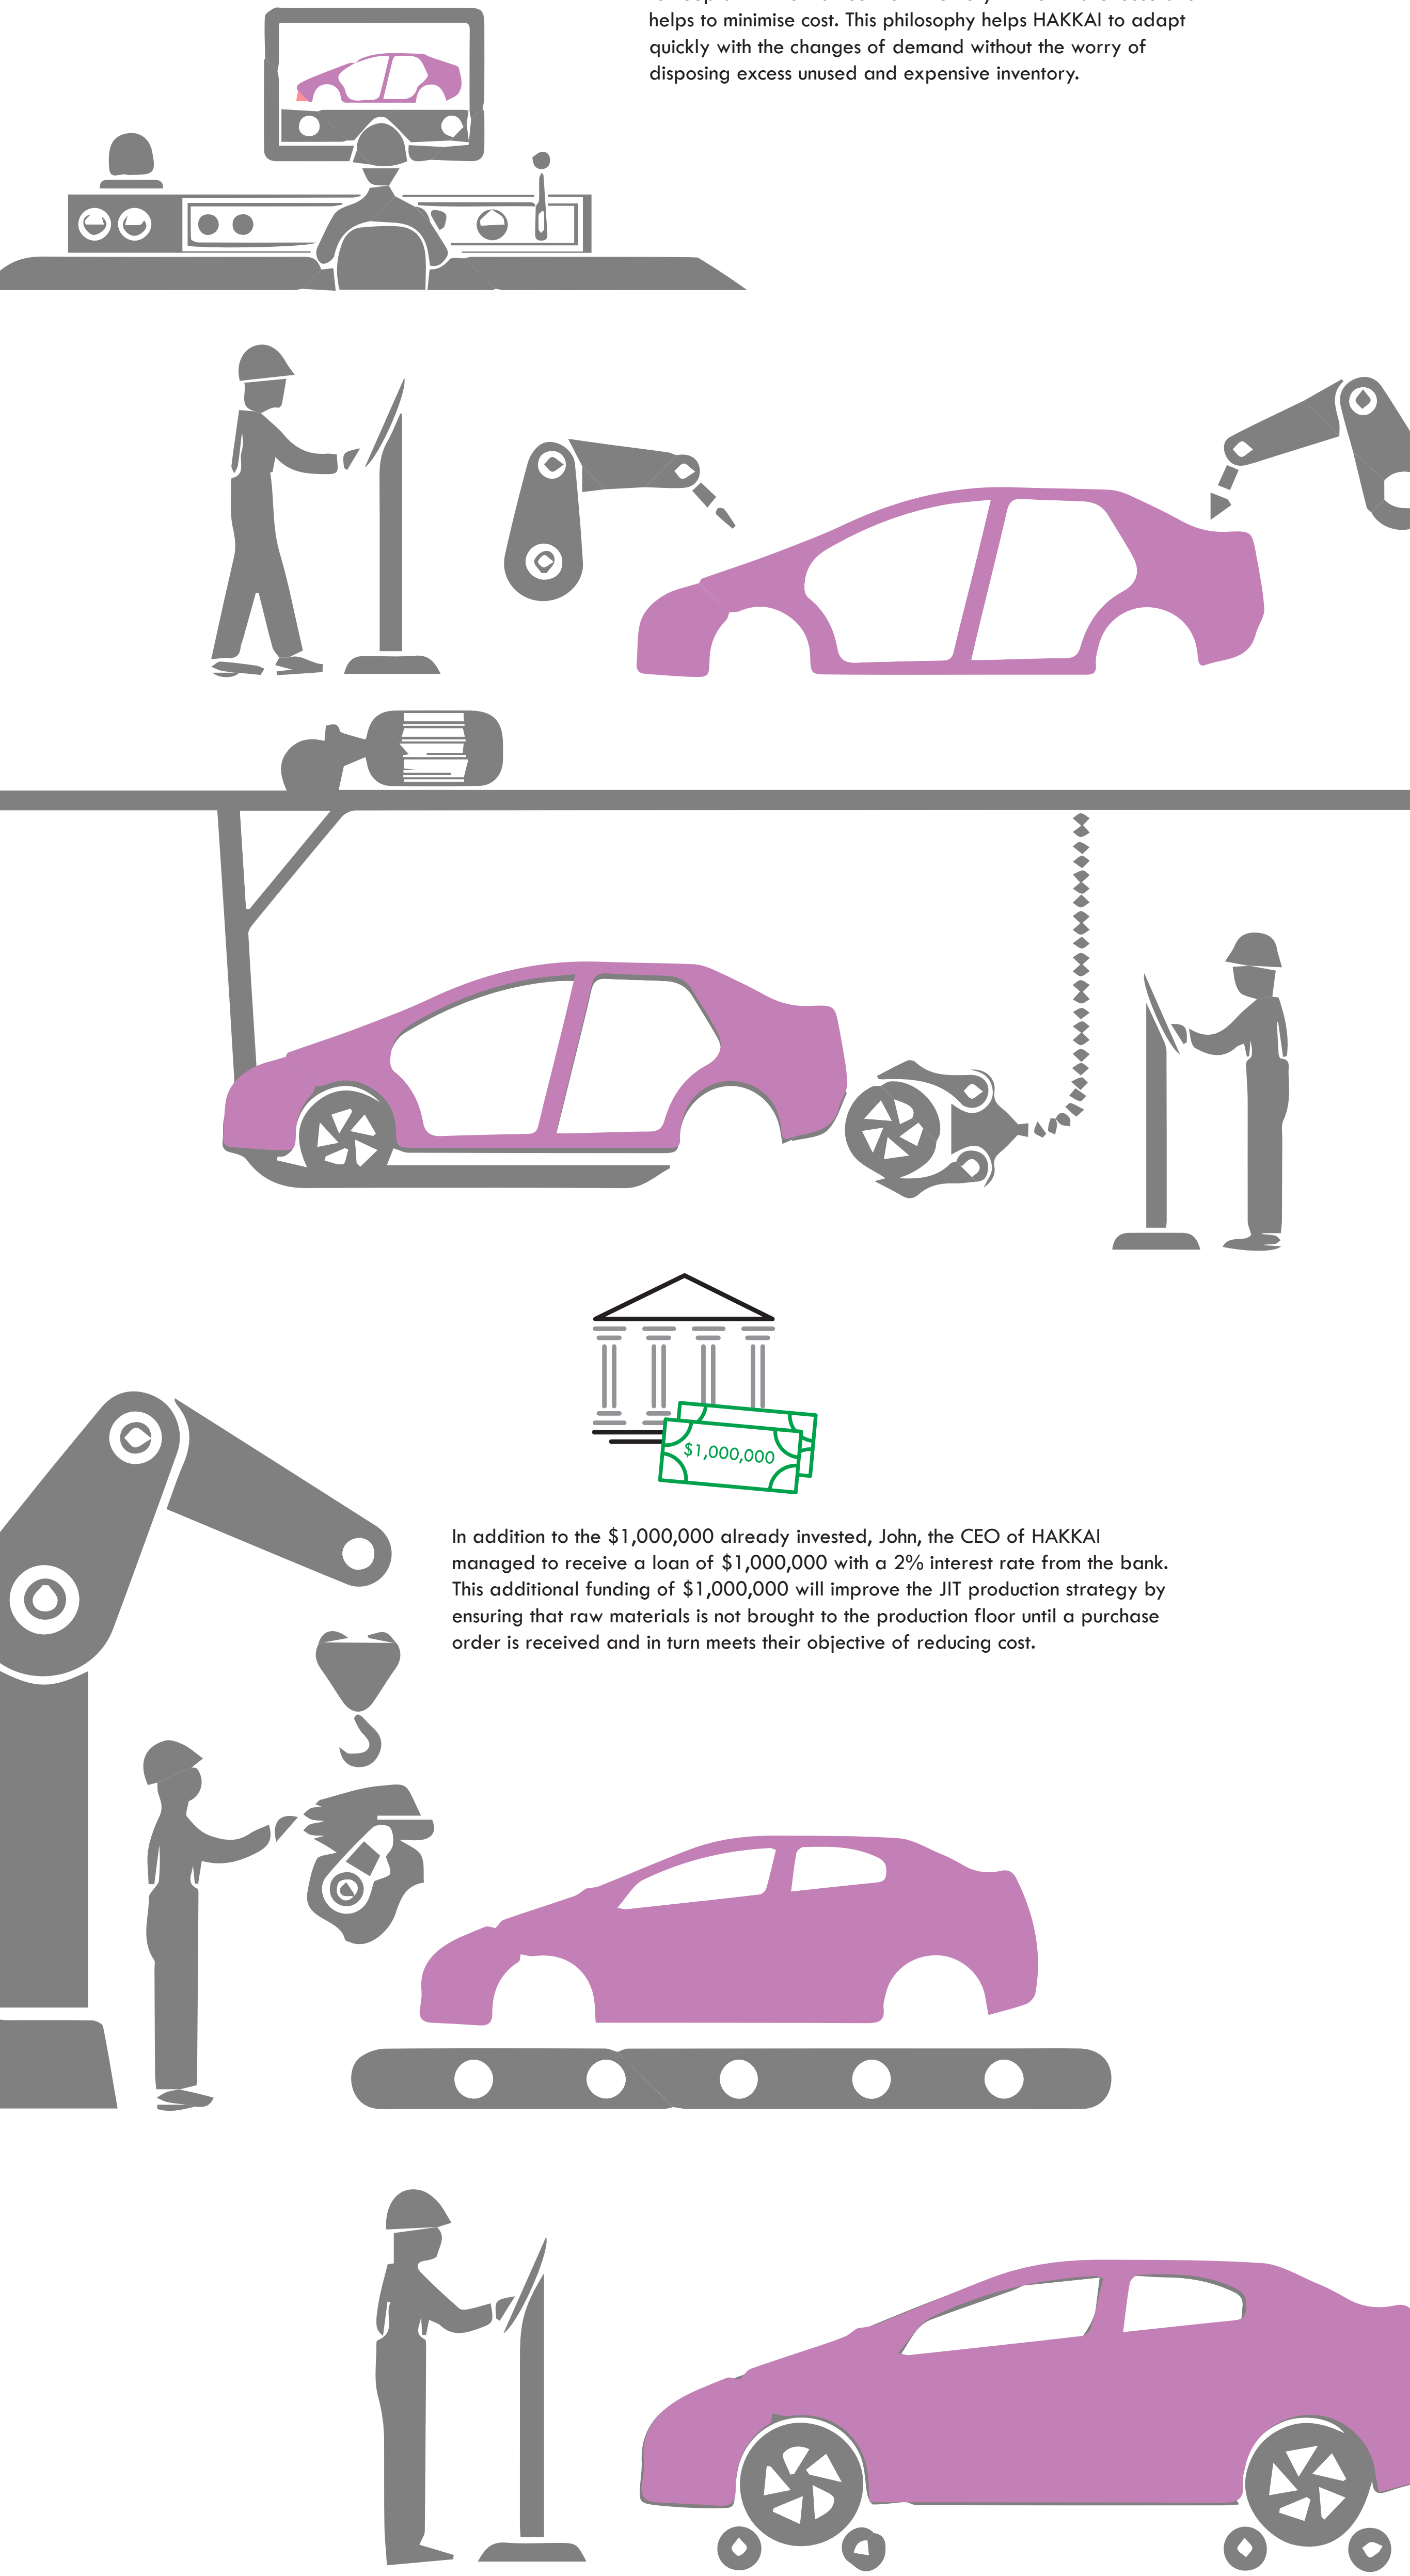 helps to minimise cost. This philosophy helps HAKKAI to adapt
quickly with the changes of demand without the worry of
disposing excess unused and expensive inventory.
$1,000,000
In addition to the $1,000,000 already invested, John, the CEO of HAKKAI
managed to receive a loan of $1,000,000 with a 2% interest rate from the bank.
This additional funding of $1,000,000 will improve the JIT production strategy by
ensuring that raw materials is not brought to the production floor until a purchase
order is received and in turn meets their objective of reducing cost.